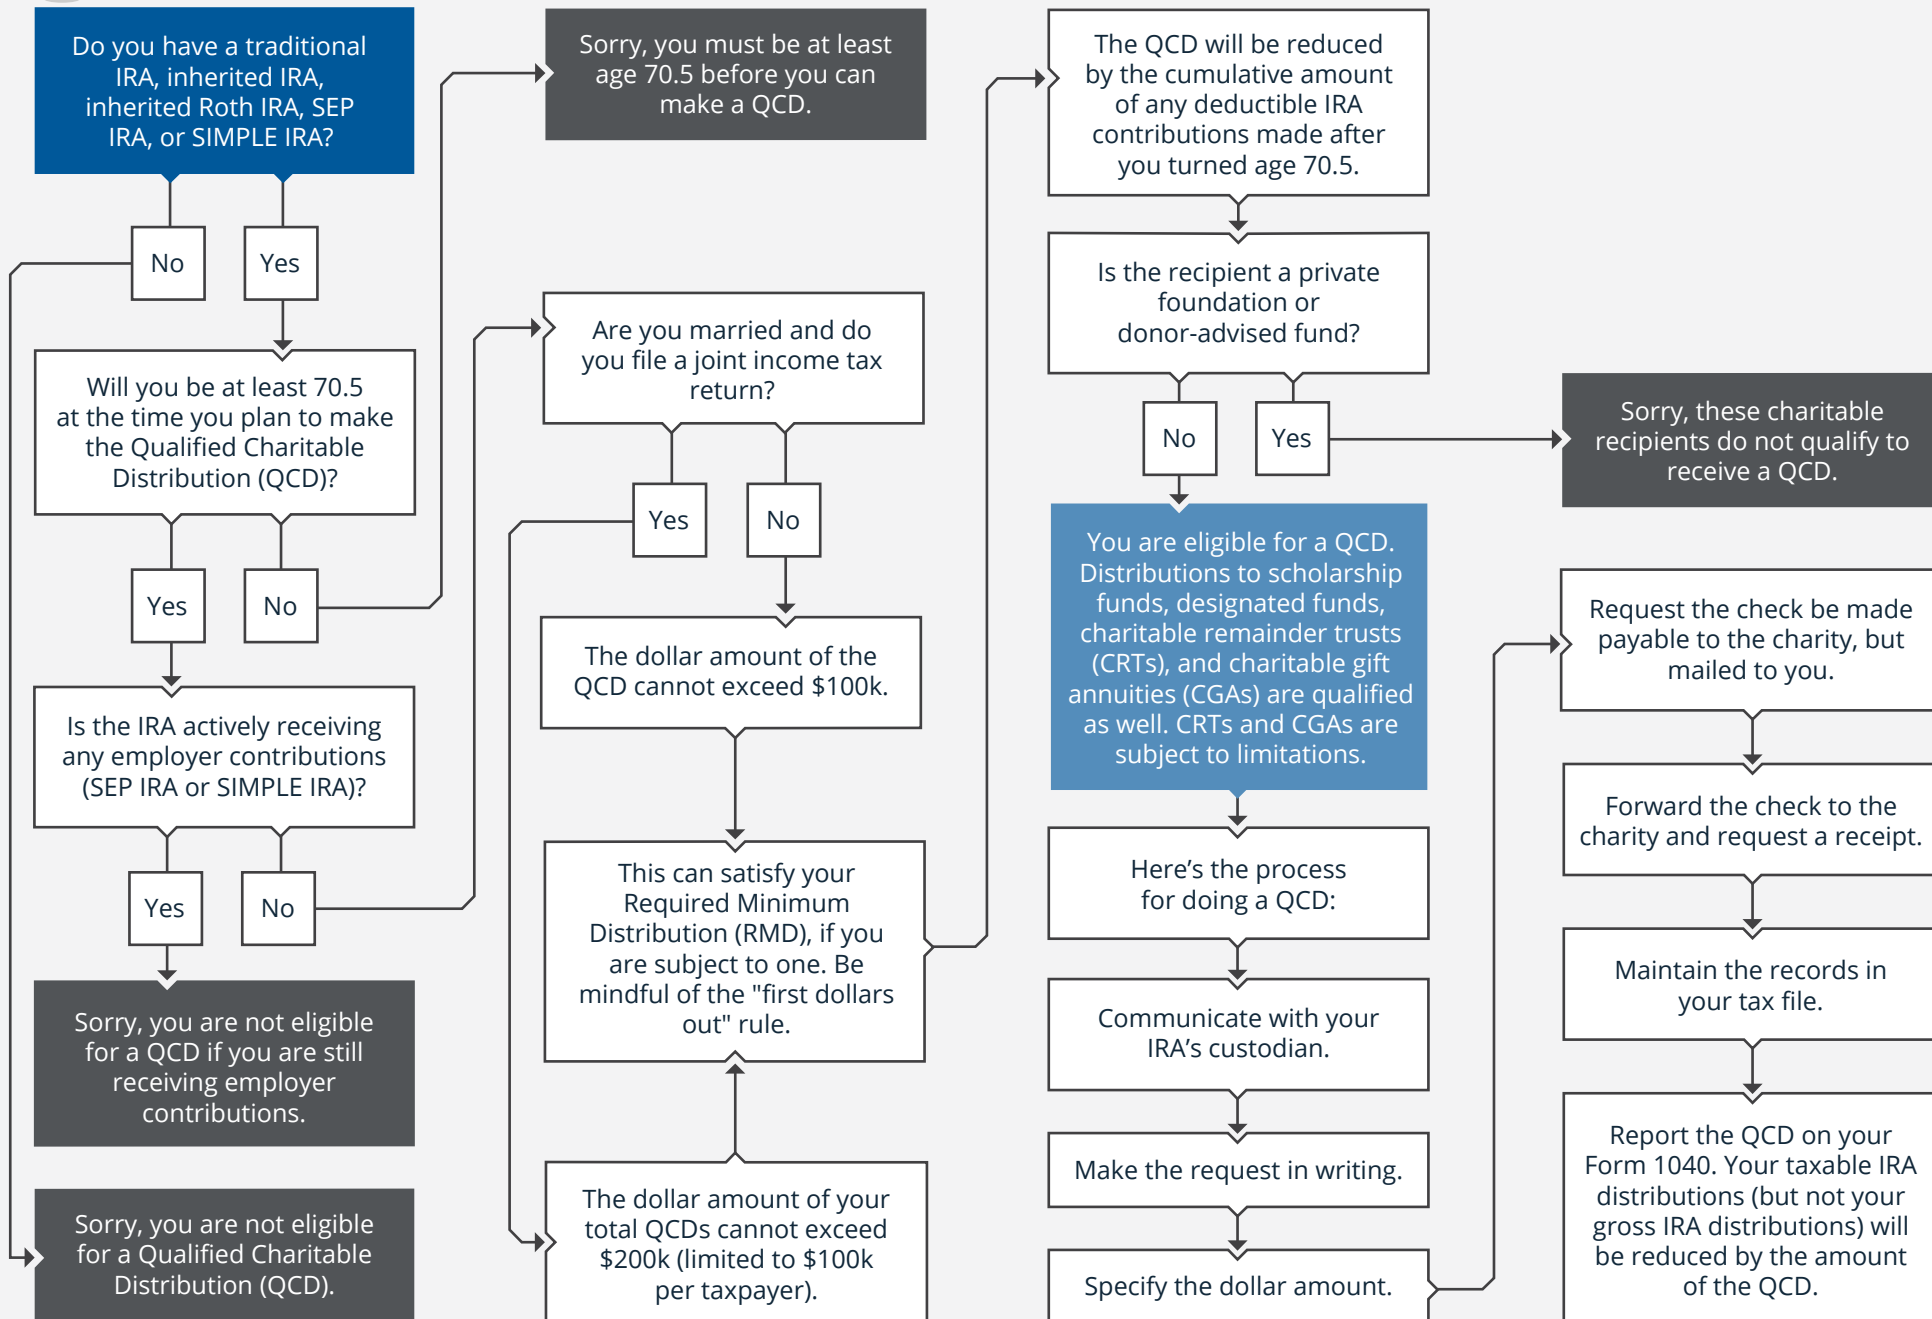 Do you have a traditional
IRA, inherited IRA,
inherited Roth IRA, SEP
IRA, or SIMPLE IRA?
No
Yes
Will you be at least 70.5
at the time you plan to make
the Qualified Charitable
Distribution (QCD)?
Yes
No
Is the IRA actively receiving
any employer contributions
(SEP IRA or SIMPLE IRA)?
Yes
No
Sorry, you are not eligible
for a QCD if you are still
receiving employer
contributions.
Sorry, you are not eligible
for a Qualified Charitable
Distribution (QCD).
Sorry, you must be at least
age 70.5 before you can
make a QCD.
Are you married and do
you file a joint income tax
return?
Yes
No
The dollar amount of the
QCD cannot exceed $100k.
This can satisfy your
Required Minimum
Distribution (RMD), if you
are subject to one. Be
mindful of the "first dollars
out" rule.
The dollar amount of your
total QCDs cannot exceed
$200k (limited to $100k
per taxpayer).
The QCD will be reduced
by the cumulative amount
of any deductible IRA
contributions made after
you turned age 70.5.
Is the recipient a private
foundation or
donor-advised fund?
No
Yes
Sorry, these charitable
recipients do not qualify to
receive a QCD.
You are eligible for a QCD.
Distributions to scholarship
funds, designated funds,
charitable remainder trusts
(CRTs), and charitable gift
annuities (CGAs) are qualified
as well. CRTs and CGAs are
subject to limitations.
Here’s the process
for doing a QCD:
Communicate with your
IRA’s custodian.
Make the request in writing.
Specify the dollar amount.
Request the check be made
payable to the charity, but
mailed to you.
Forward the check to the
charity and request a receipt.
Maintain the records in
your tax file.
Report the QCD on your
Form 1040. Your taxable IRA
distributions (but not your
gross IRA distributions) will
be reduced by the amount
of the QCD.